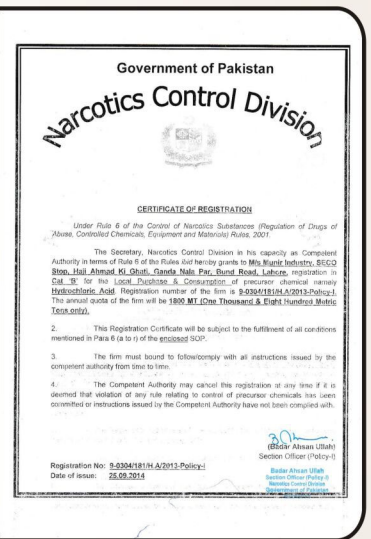 Government of Pakistan
Narcotics Control Division
CERTIFICATE OF REGISTRATION
Under Rule 6 of the Control of Narcotics Substances (Regulation of Drugs of
Abuse, Controlled Chemicals, Equipment and Materials) Rules, 2001.
The Secretary, Narcotics Control Division in his capacity as Competent
Authority in terms of Rule 6 of the Rules ibid hereby grants to M/s Munir Industry, SECO
Stop, Haji Ahmad Ki Ghati, Ganda Nala Par, Bund Road, Lahore, registration in
Cat 'B' for the Local Purchase & Consumption of precursor chemical namely
Hydrochloric Acid. Registration number of the firm is 9-0304/181/H.A/2013-Policy-I.
The annual quota of the firm will be 1800 MT (One Thousand & Eight Hundred Metric
Tons only).
2. This Registration Certificate will be subject to the fulfillment of all conditions
mentioned in Para 6 (a to r) of the enclosed SOP.
3. The firm must bound to follow/comply with all instructions issued by the
competent authority from time to time.
4. The Competent Authority may cancel this registration at any time if it is
deemed that violation of any rule relating to control of precursor chemicals has been
committed or instructions issued by the Competent Authority have not been complied with.
(Badar Ahsan Ullah)
Section Officer (Policy-I)
Registration No: 9-0304/181/H.A/2013-Policy-I
Date of issue: 25.09.2014
Badar Ahsan Ullah
Section Officer (Policy-I)
Narcotics Control Division
Government of Pakistan